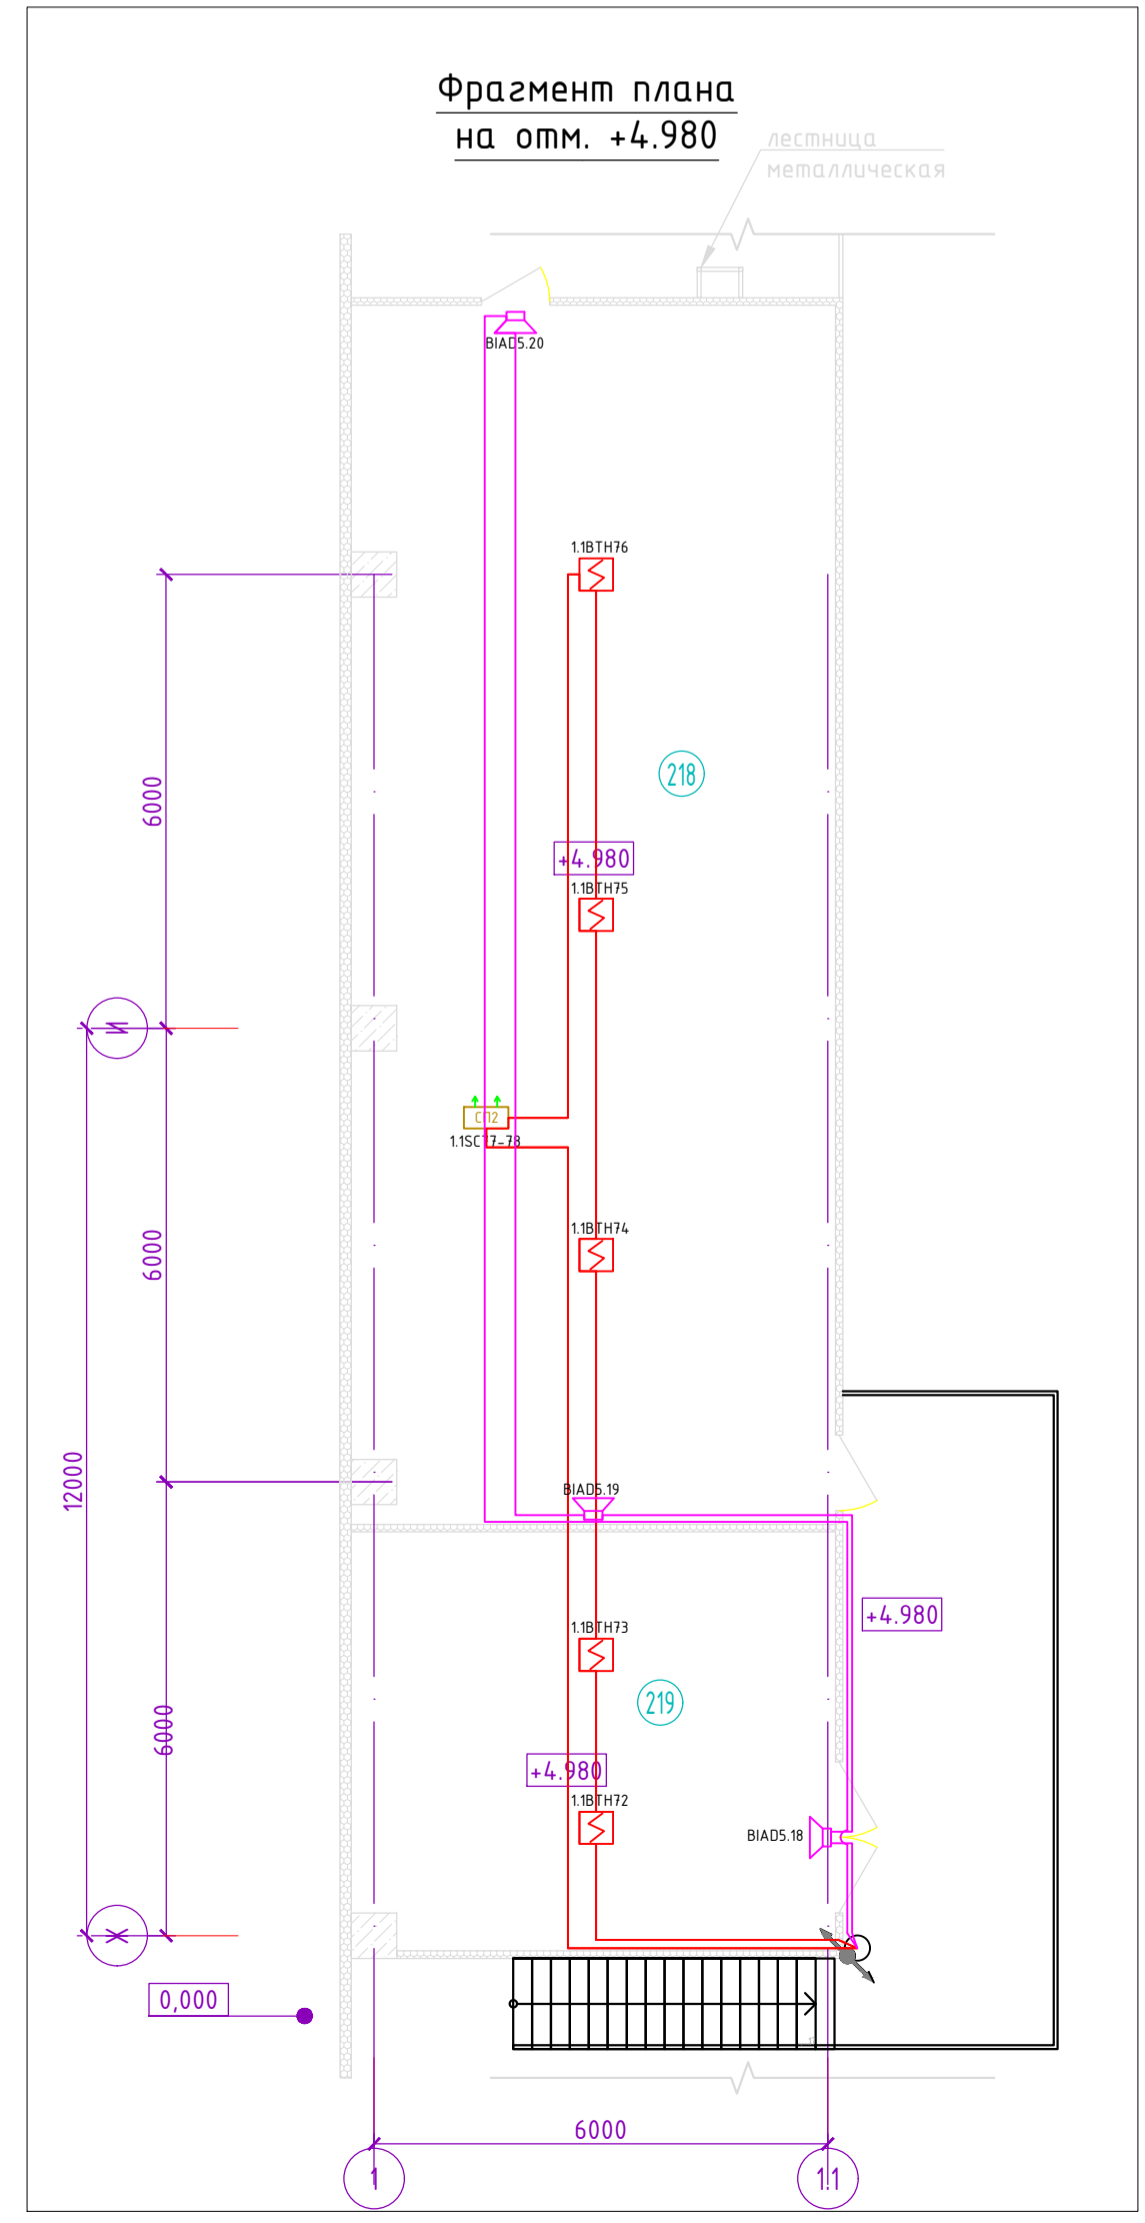 Фрагмент плана
на отм. +4.980
лестница
металлическая
BIAD5.20
1.1BTH76
218
6000
+4.980
1.1BTH75
И
СП2
1.1SC77-78
1.1BTH74
6000
12000
BIAD5.19
+4.980
1.1BTH73
219
6000
+4.980
1.1BTH72
BIAD5.18
Ж
0,000
6000
1
1.1